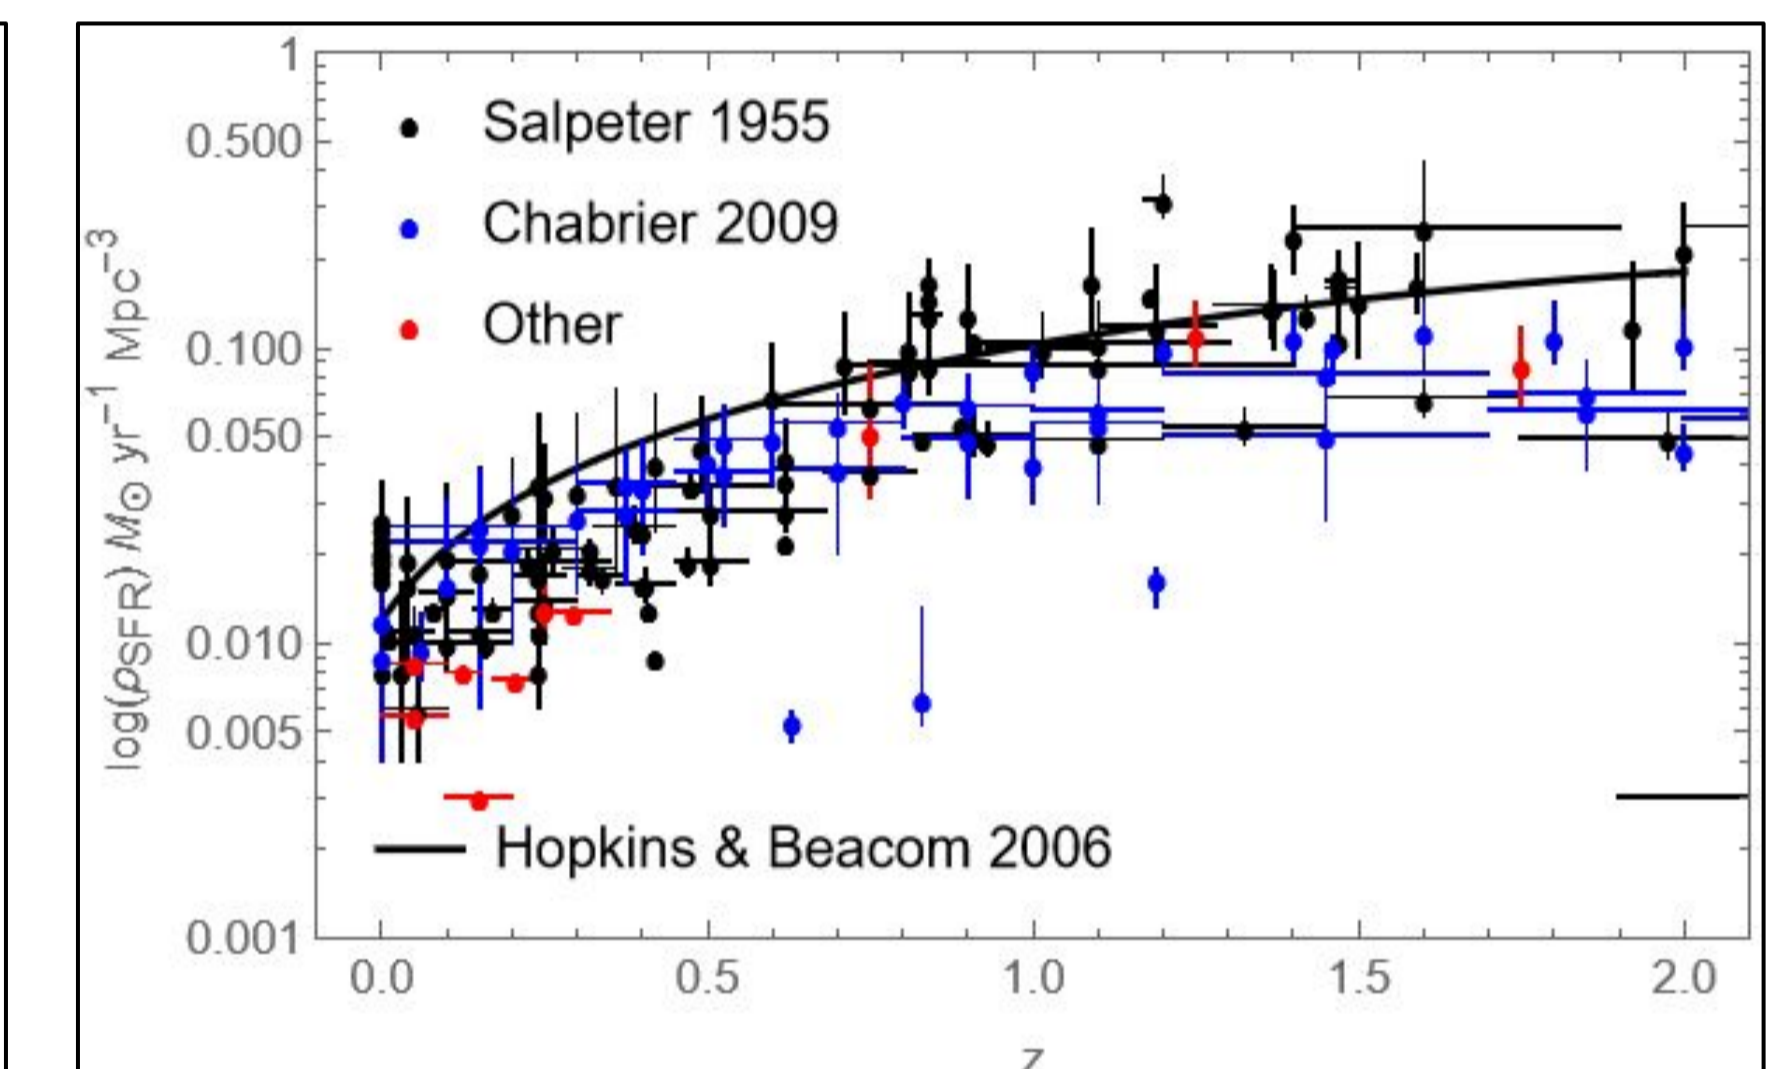 1
0.500
0.100
0.050
0.010
0.005
0.001
log(ρSFR) M⊙ yr⁻¹ Mpc⁻³
Salpeter 1955
Chabrier 2009
Other
Hopkins & Beacom 2006
0.0 0.5 1.0 1.5 2.0
z